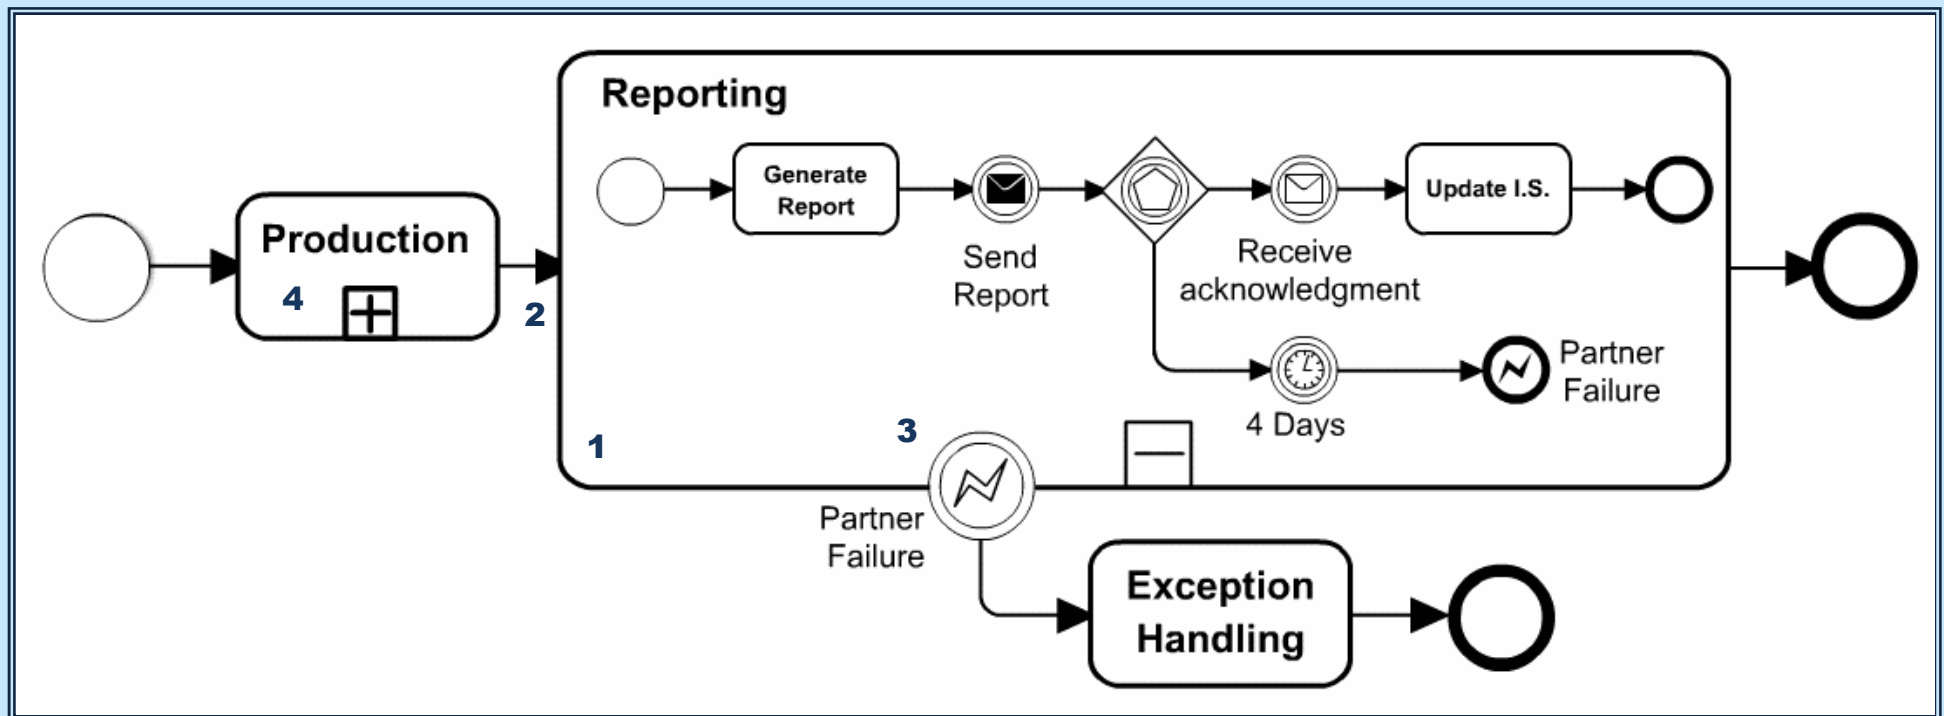 Reporting
Generate
Report
Update I.S.
Production
Send
Report
Receive
acknowledgment
4
2
Partner
Failure
4 Days
3
1
Partner
Failure
Exception
Handling